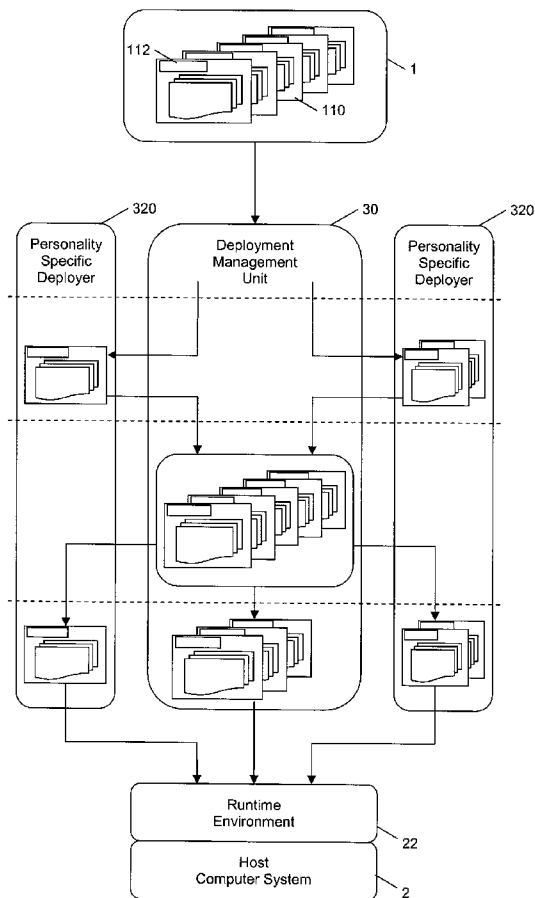 112
1
110
320
30
320
Personality
Specific
Deployer
Deployment
Management
Unit
Personality
Specific
Deployer
Runtime
Environment
22
Host
Computer System
2